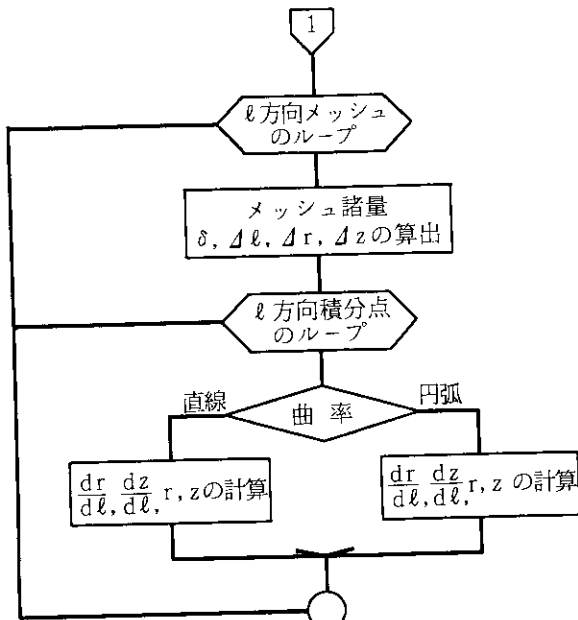 1
ℓ方向メッシュ
のループ
メッシュ諸量
δ, Δℓ, Δr, Δzの算出
ℓ方向積分点
のループ
直線
曲 率
円弧
dr/dℓ, dz/dℓ, r, zの計算
dr/dℓ, dz/dℓ, r, z の計算